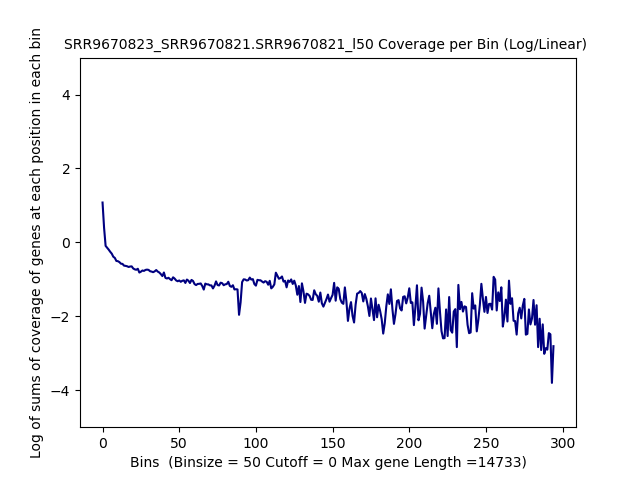 SRR9670823_SRR9670821.SRR9670821_l50 Coverage per Bin (Log/Linear)
Log of sums of coverage of genes at each position in each bin
4
2
0
−2
−4
0 50 100 150 200 250 300
Bins  (Binsize = 50 Cutoff = 0 Max gene Length =14733)